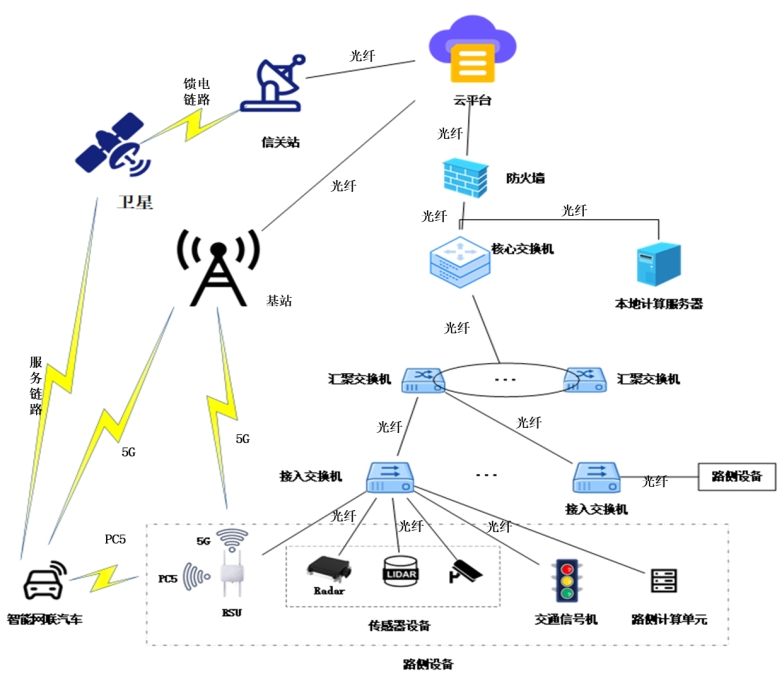 光纤
馈电
链路
云平台
信关站
光纤
防火墙
光纤
卫星
光纤
光纤
核心交换机
基站
本地计算服务器
光纤
服
务
链
路
汇聚交换机
...
汇聚交换机
光纤
光纤
5G
5G
接入交换机
...
光纤
路侧设备
接入交换机
光纤
光纤
光纤
PC5
5G
PC5
LIDAR
Radar
智能网联汽车
RSU
交通信号机
路侧计算单元
传感器设备
路侧设备